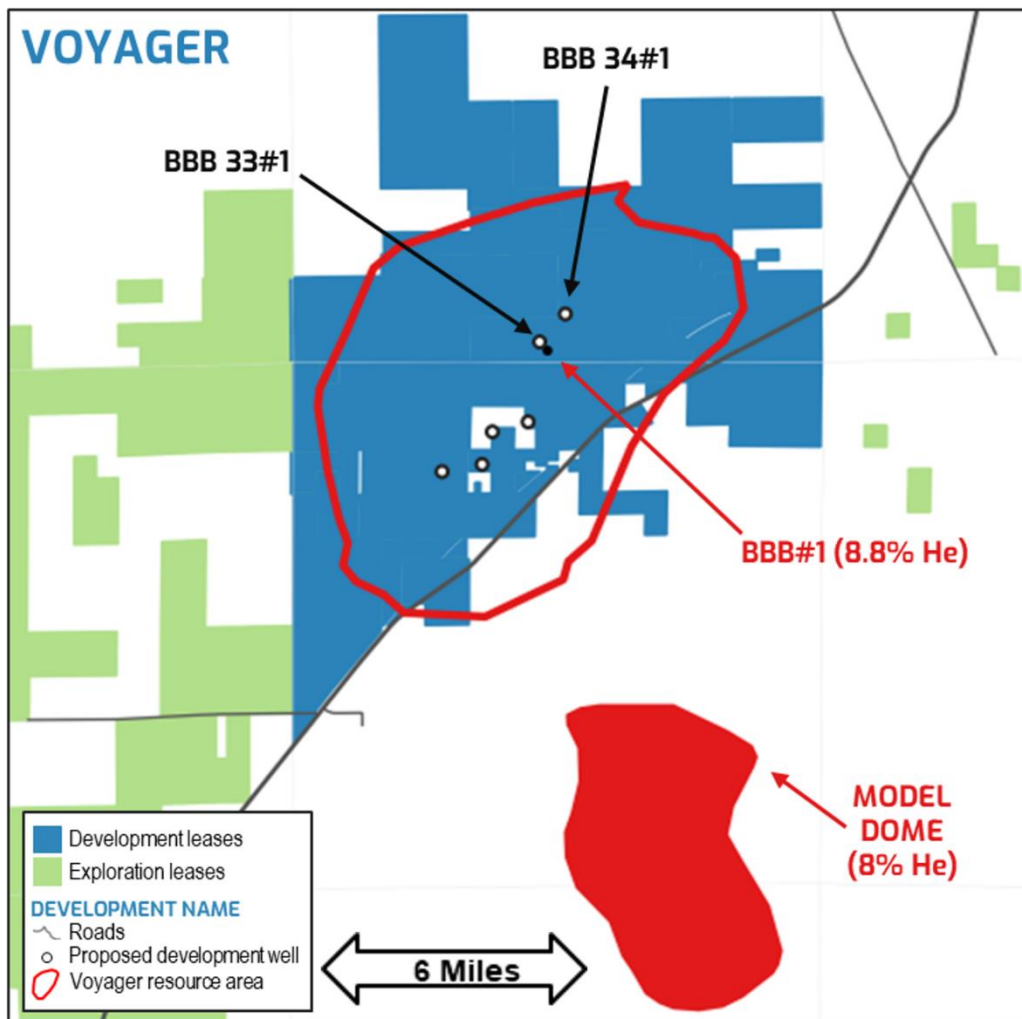 VOYAGER
BBB 34#1
BBB 33#1
BBB#1 (8.8% He)
MODEL
DOME
(8% He)
Development leases
Exploration leases
DEVELOPMENT NAME
Roads
Proposed development well
Voyager resource area
6 Miles